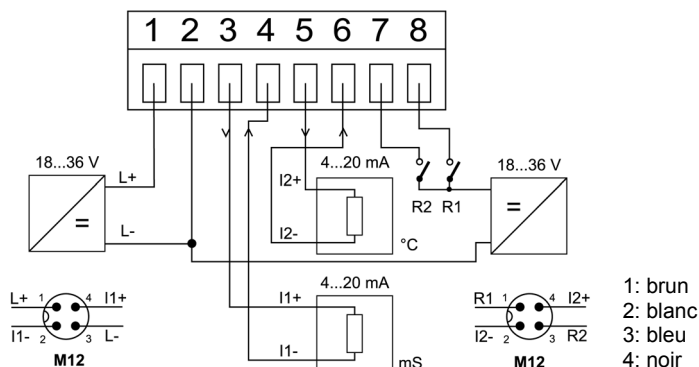 1 2 3 4 5 6 7 8
18...36 V
L+
L-
=
4...20 mA
I2+
I2-
°C
R2 R1
18...36 V
=
4...20 mA
I1+
I1-
mS
L+ 1 4 I1+
I1- 2 3 L-
M12
R1 1 4 I2+
I2- 2 3 R2
M12
1: brun
2: blanc
3: bleu
4: noir